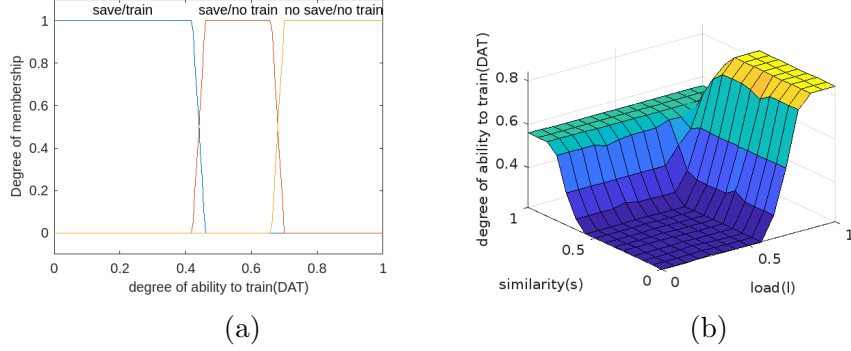 save/train save/no train no save/no train
1
0.8
0.6
0.4
0.2
0
Degree of membership
0 0.2 0.4 0.6 0.8 1
degree of ability to train(DAT)
(a)
degree of ability to train(DAT)
0.8
0.6
0.4
1
0.5
0
similarity(s)
0
0.5
1
load(l)
(b)